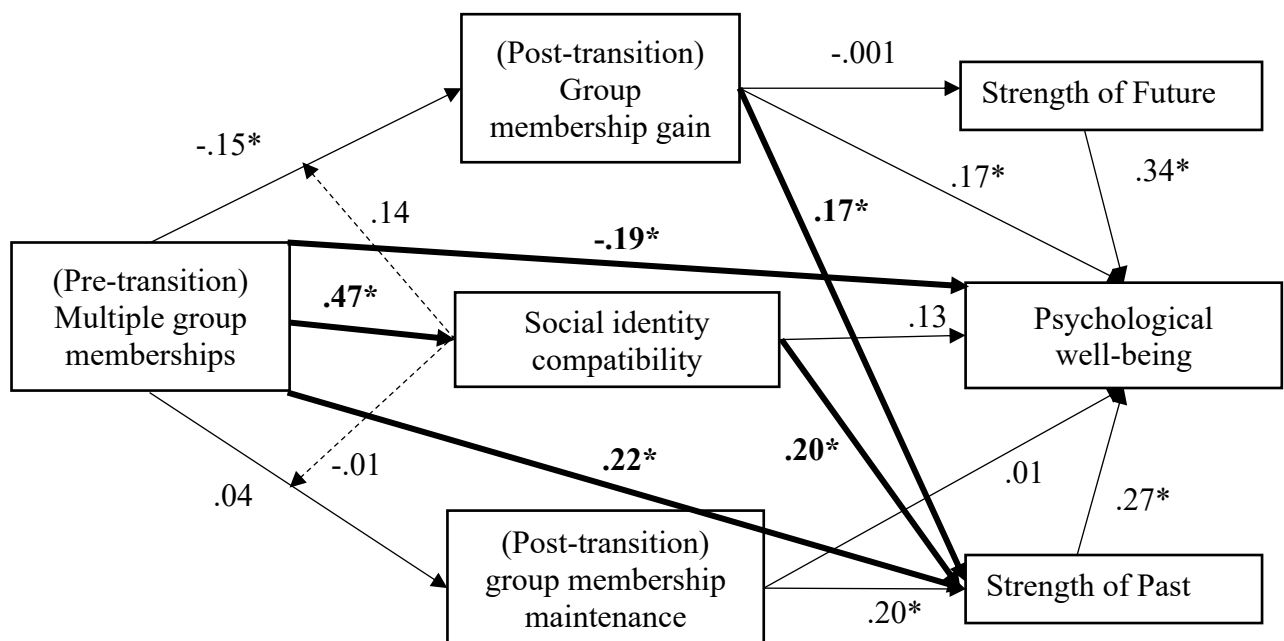 (Post-transition)
Group
membership gain
-.001
Strength of Future
-.15*
.34*
.17*
.17*
.14
-.19*
(Pre-transition)
Multiple group
memberships
.47*
Social identity
compatibility
.13
Psychological
well-being
.22*
.20*
-.01
.04
.01
.27*
(Post-transition)
group membership
maintenance
.20*
Strength of Past